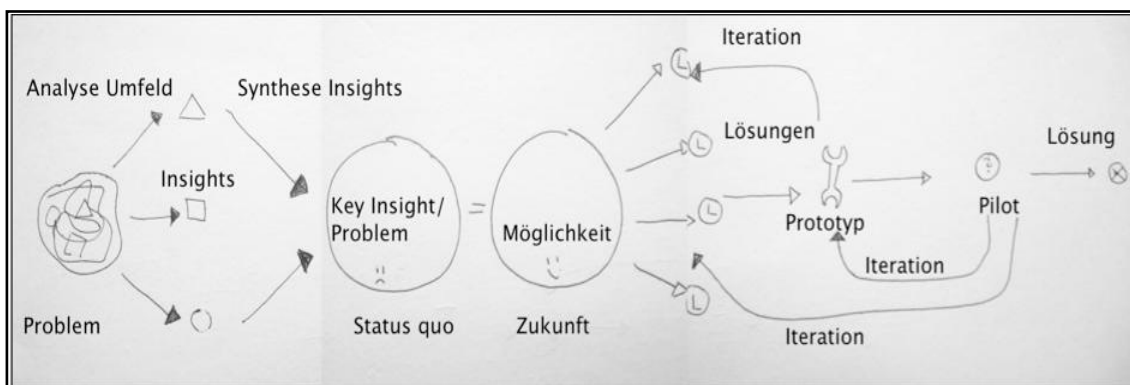 Iteration
Analyse Umfeld
Synthese Insights
L
Lösungen
Lösung
L
Insights
Key Insight/
Problem
=
Möglichkeit
L
Prototyp
?
Pilot
Iteration
L
Problem
Status quo
Zukunft
Iteration